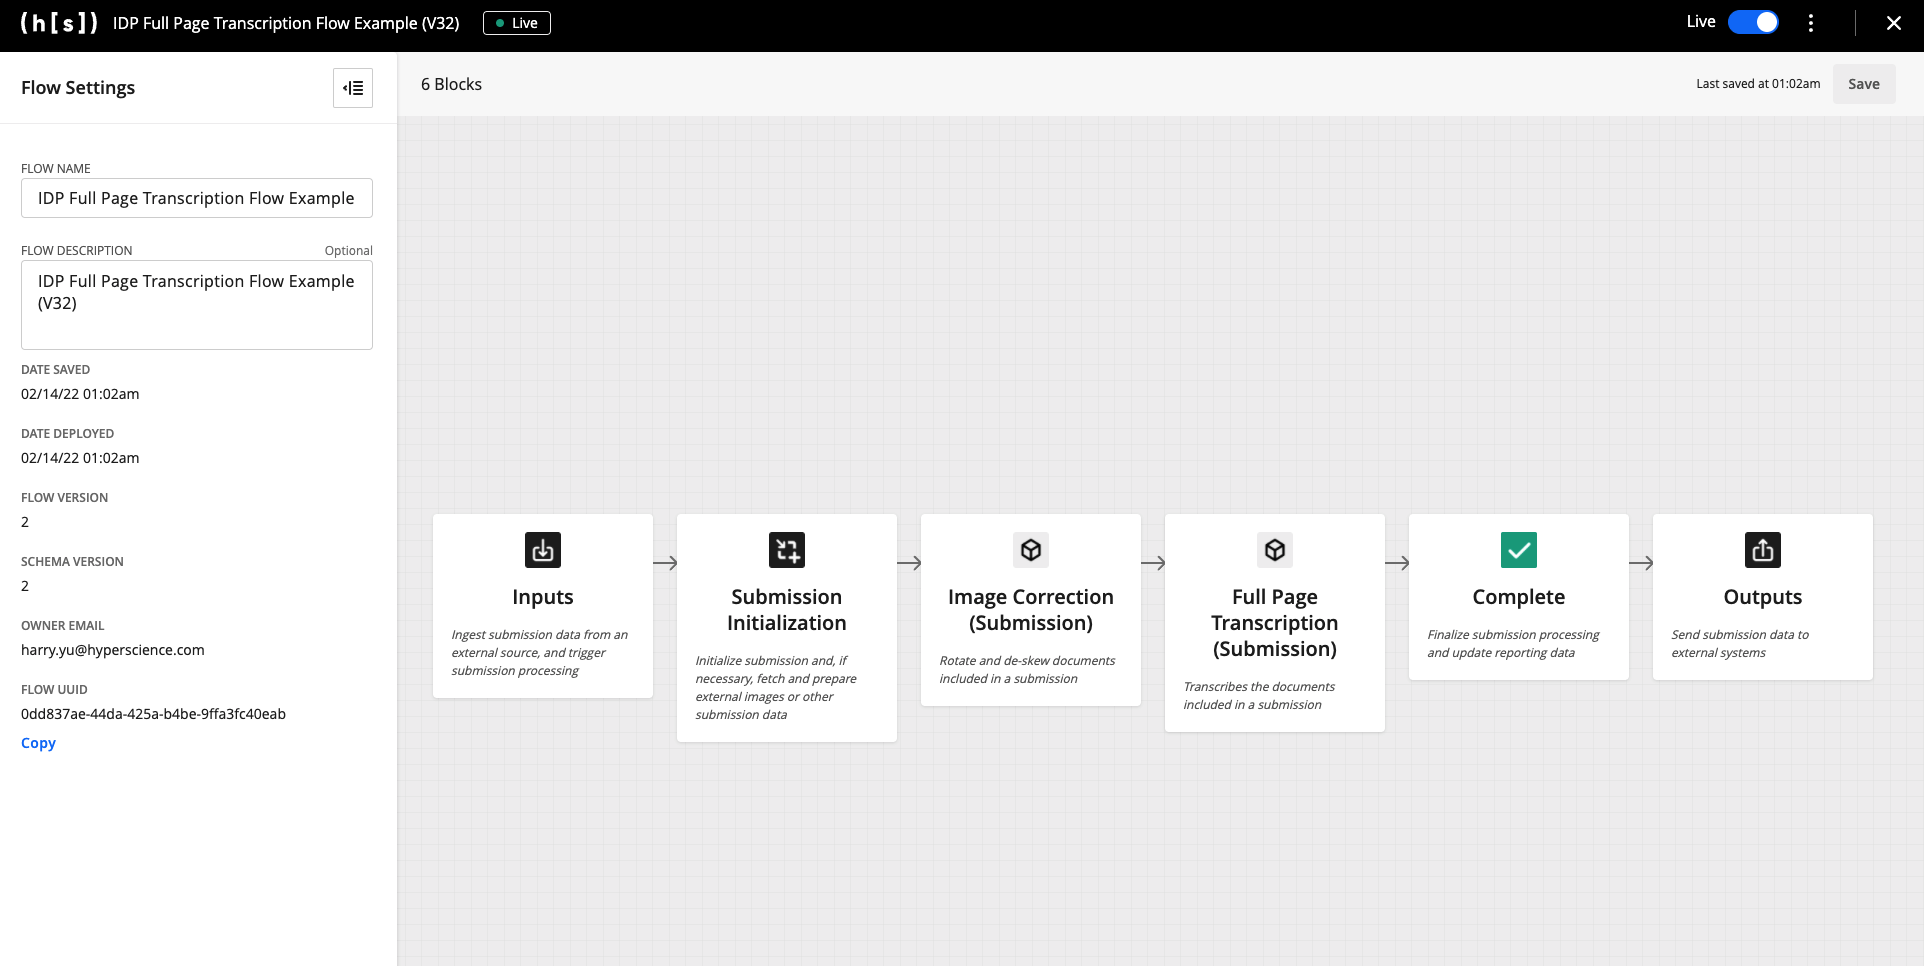 (h[s]) IDP Full Page Transcription Flow Example (V32) Live Live
Flow Settings
6 Blocks Last saved at 01:02am Save
FLOW NAME
IDP Full Page Transcription Flow Example
FLOW DESCRIPTION Optional
IDP Full Page Transcription Flow Example
(V32)
DATE SAVED
02/14/22 01:02am
DATE DEPLOYED
02/14/22 01:02am
FLOW VERSION
2
SCHEMA VERSION
2
OWNER EMAIL
harry.yu@hyperscience.com
FLOW UUID
0dd837ae-44da-425a-b4be-9ffa3fc40eab
Copy
Inputs
Ingest submission data from an
external source, and trigger
submission processing
Submission
Initialization
Initialize submission and, if
necessary, fetch and prepare
external images or other
submission data
Image Correction
(Submission)
Rotate and de-skew documents
included in a submission
Full Page
Transcription
(Submission)
Transcribes the documents
included in a submission
Complete
Finalize submission processing
and update reporting data
Outputs
Send submission data to
external systems